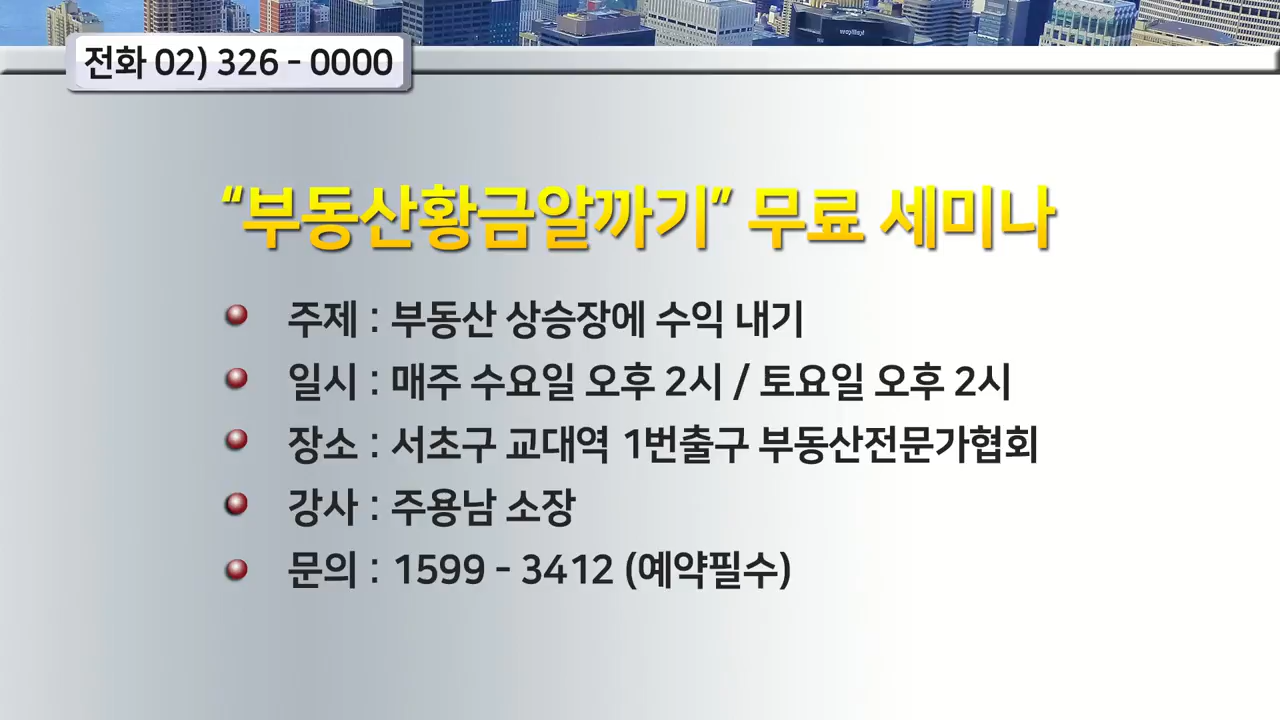 전화 02) 326 - 0000
“부동산황금알까기” 무료 세미나
주제 : 부동산 상승장에 수익 내기
일시 : 매주 수요일 오후 2시 / 토요일 오후 2시
장소 : 서초구 교대역 1번출구 부동산전문가협회
강사 : 주용남 소장
문의 : 1599 - 3412 (예약필수)